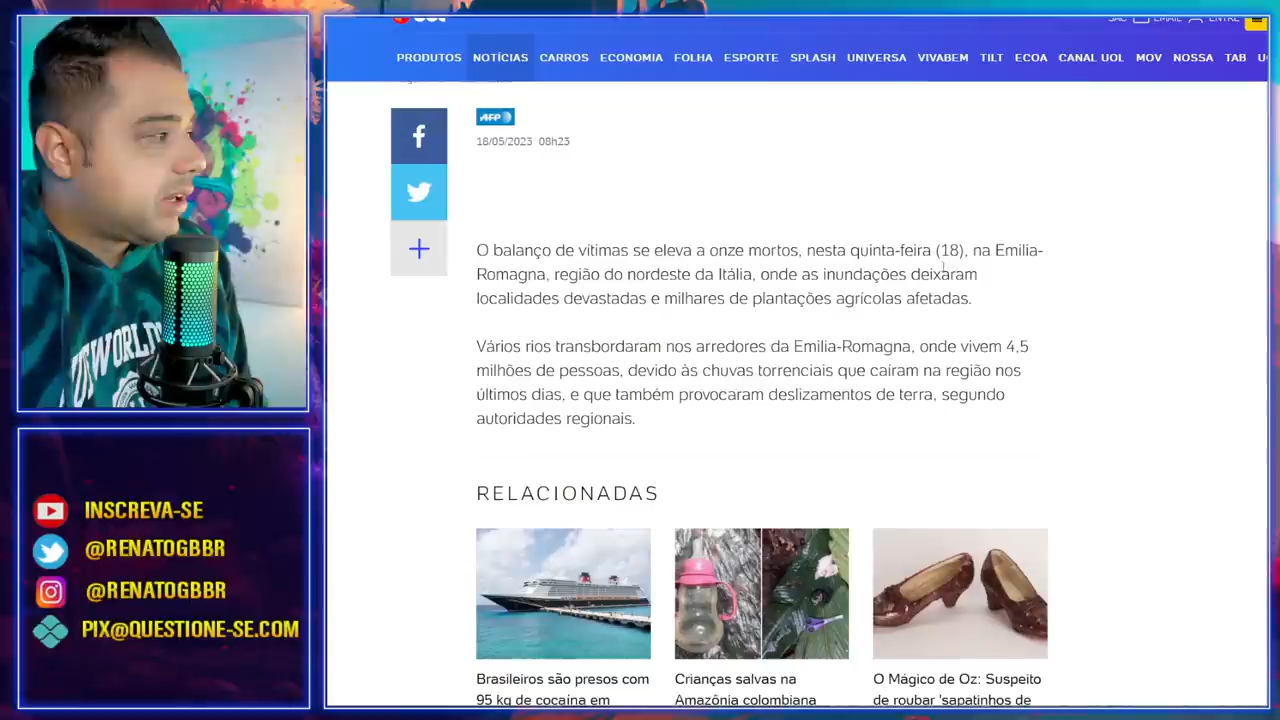 SAC EMAIL ENTRE
PRODUTOS NOTÍCIAS CARROS ECONOMIA FOLHA ESPORTE SPLASH UNIVERSA VIVABEM TILT ECOA CANAL UOL MOV NOSSA TAB
AFP
18/05/2023 08h23
O balanço de vítimas se eleva a onze mortos, nesta quinta-feira (18), na Emilia-
Romagna, região do nordeste da Itália, onde as inundações deixaram
localidades devastadas e milhares de plantações agrícolas afetadas.
Vários rios transbordaram nos arredores da Emilia-Romagna, onde vivem 4,5
milhões de pessoas, devido às chuvas torrenciais que caíram na região nos
últimos dias, e que também provocaram deslizamentos de terra, segundo
autoridades regionais.
RELACIONADAS
Brasileiros são presos com
95 kg de cocaína em
Crianças salvas na
Amazônia colombiana
O Mágico de Oz: Suspeito
de roubar 'sapatinhos de
INSCREVA-SE
@RENATOGBBR
@RENATOGBBR
PIX@QUESTIONE-SE.COM